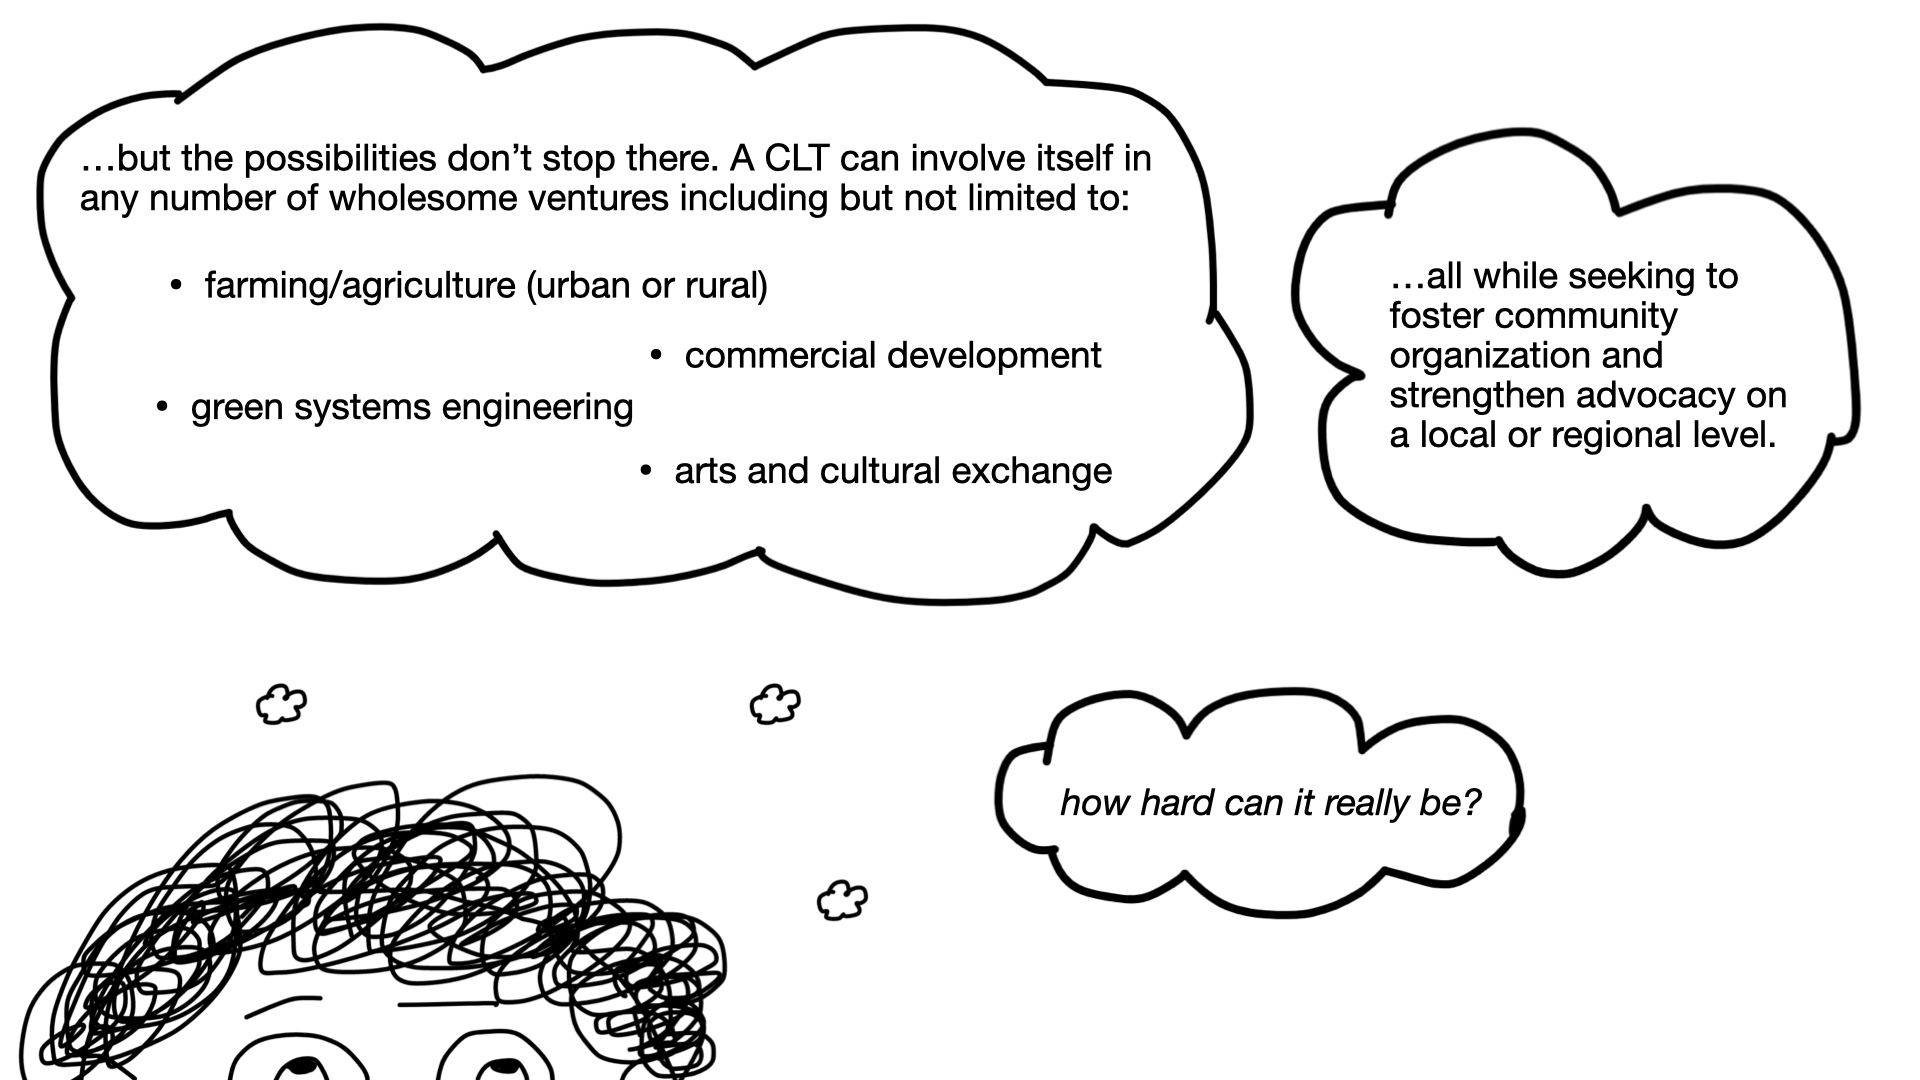 …but the possibilities don’t stop there. A CLT can involve itself in
any number of wholesome ventures including but not limited to:
• farming/agriculture (urban or rural)
• commercial development
• green systems engineering
• arts and cultural exchange
…all while seeking to
foster community
organization and
strengthen advocacy on
a local or regional level.
how hard can it really be?